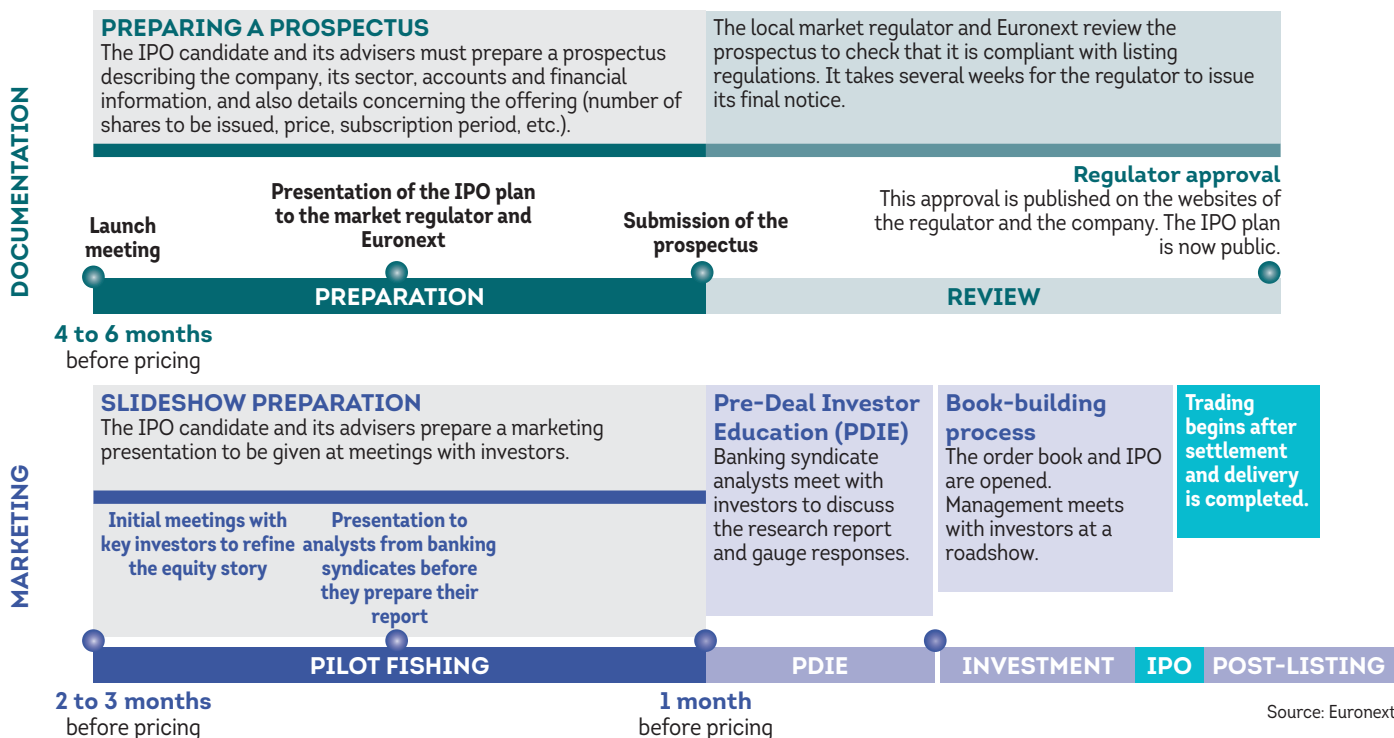 DOCUMENTATION
PREPARING A PROSPECTUS
The IPO candidate and its advisers must prepare a prospectus
describing the company, its sector, accounts and financial
information, and also details concerning the offering (number of
shares to be issued, price, subscription period, etc.).
The local market regulator and Euronext review the
prospectus to check that it is compliant with listing
regulations. It takes several weeks for the regulator to issue
its final notice.
Launch
meeting
Presentation of the IPO plan
to the market regulator and
Euronext
Submission of the
prospectus
Regulator approval
This approval is published on the websites of
the regulator and the company. The IPO plan
is now public.
PREPARATION
REVIEW
4 to 6 months
before pricing
MARKETING
SLIDESHOW PREPARATION
The IPO candidate and its advisers prepare a marketing
presentation to be given at meetings with investors.
Initial meetings with
key investors to refine
the equity story
Presentation to
analysts from banking
syndicates before
they prepare their
report
Pre-Deal Investor
Education (PDIE)
Banking syndicate
analysts meet with
investors to discuss
the research report
and gauge responses.
Book-building
process
The order book and IPO
are opened.
Management meets
with investors at a
roadshow.
Trading
begins after
settlement
and delivery
is completed.
PILOT FISHING
PDIE
INVESTMENT
IPO
POST-LISTING
2 to 3 months
before pricing
1 month
before pricing
Source: Euronext